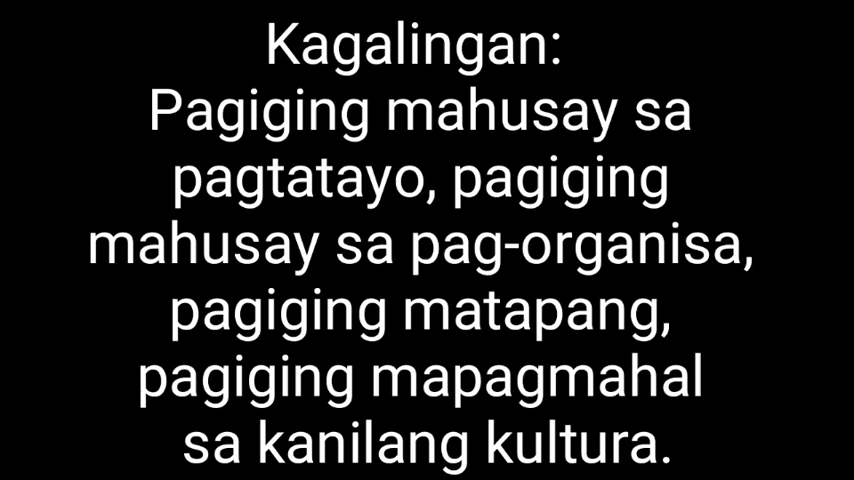 Kagalingan:
Pagiging mahusay sa
pagtatayo, pagiging
mahusay sa pag-organisa,
pagiging matapang,
pagiging mapagmahal
sa kanilang kultura.